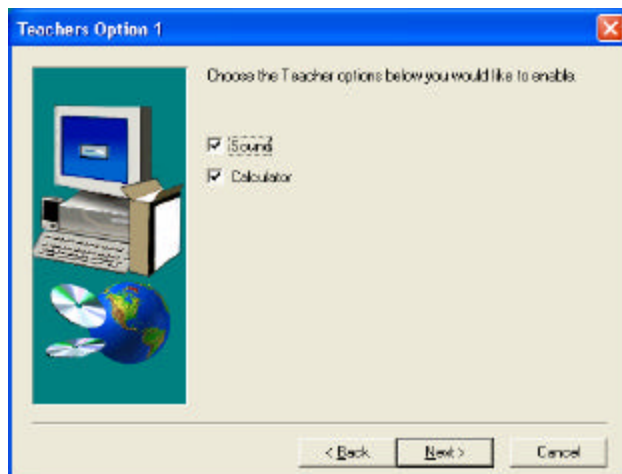 Teachers Option 1
Choose the Teacher options below you would like to enable.
Sound
Calculator
< Back
Next >
Cancel